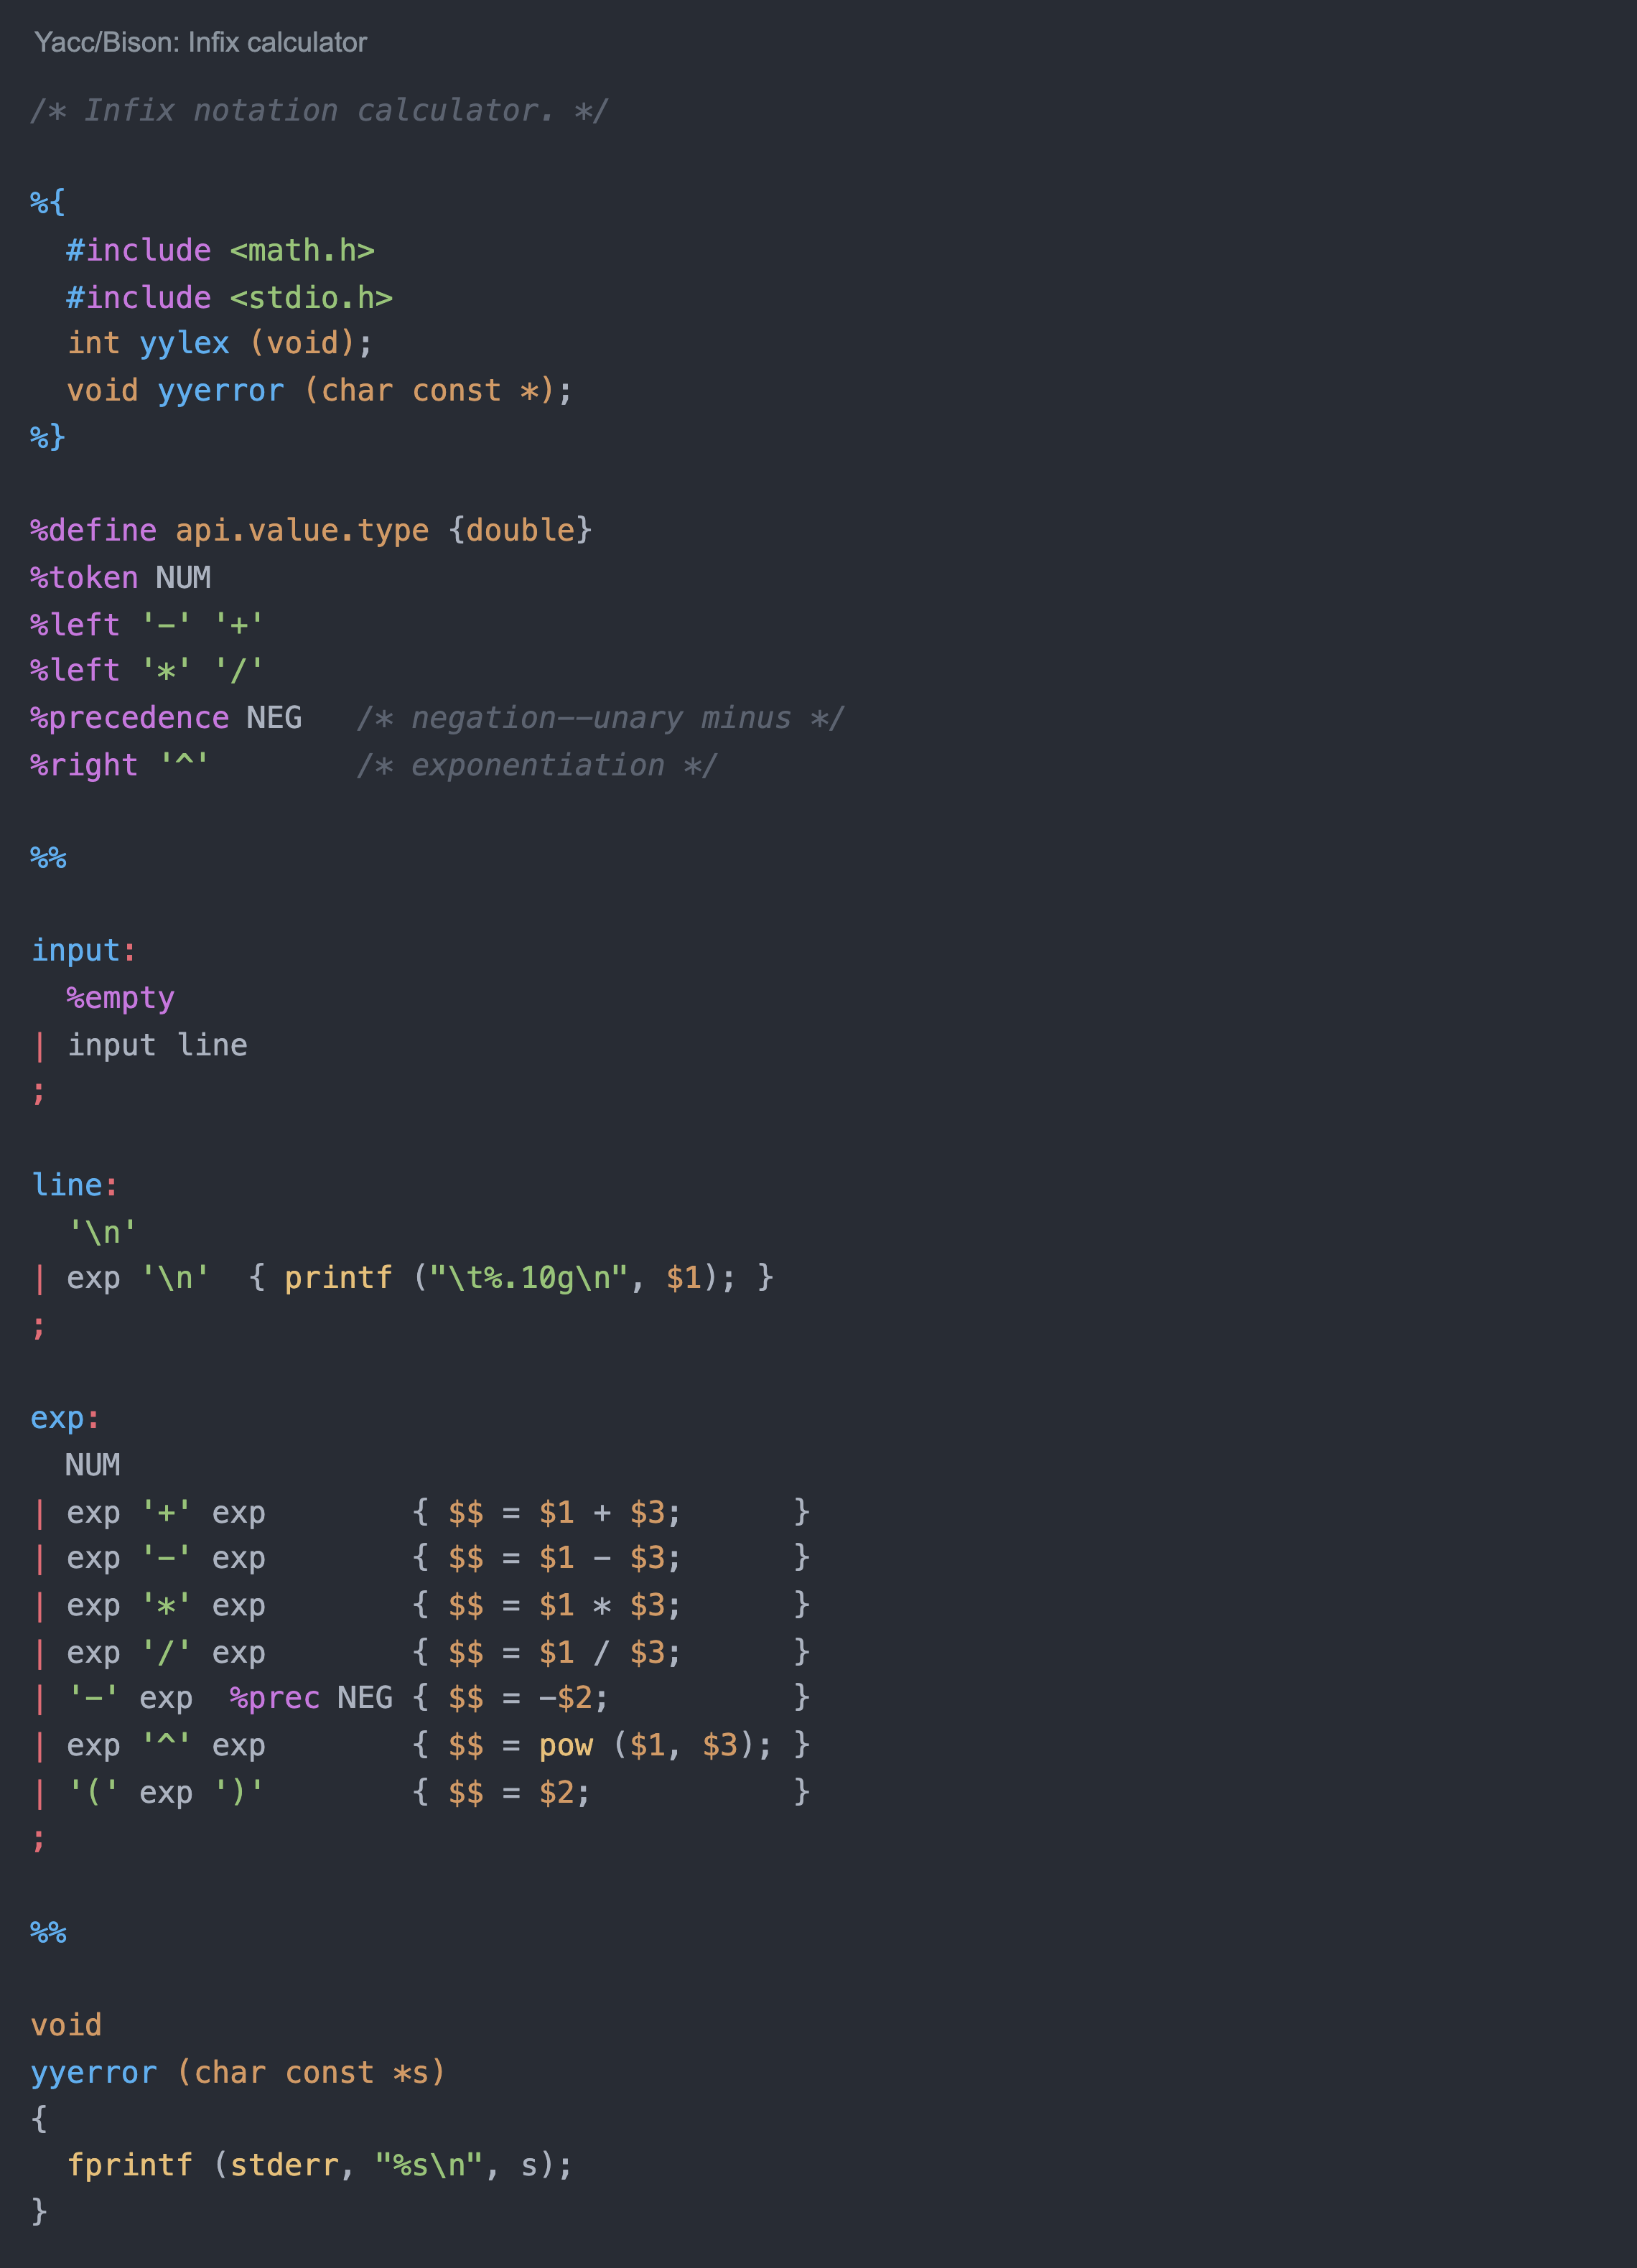 Yacc/Bison: Infix calculator
/* Infix notation calculator. */
%{
  #include <math.h>
  #include <stdio.h>
  int yylex (void);
  void yyerror (char const *);
%}
%define api.value.type {double}
%token NUM
%left '-' '+'
%left '*' '/'
%precedence NEG   /* negation--unary minus */
%right '^'        /* exponentiation */
%%
input:
  %empty
| input line
;
line:
  '\n'
| exp '\n'  { printf ("\t%.10g\n", $1); }
;
exp:
  NUM
| exp '+' exp        { $$ = $1 + $3;      }
| exp '-' exp        { $$ = $1 - $3;      }
| exp '*' exp        { $$ = $1 * $3;      }
| exp '/' exp        { $$ = $1 / $3;      }
| '-' exp  %prec NEG { $$ = -$2;          }
| exp '^' exp        { $$ = pow ($1, $3); }
| '(' exp ')'        { $$ = $2;           }
;
%%
void
yyerror (char const *s)
{
  fprintf (stderr, "%s\n", s);
}